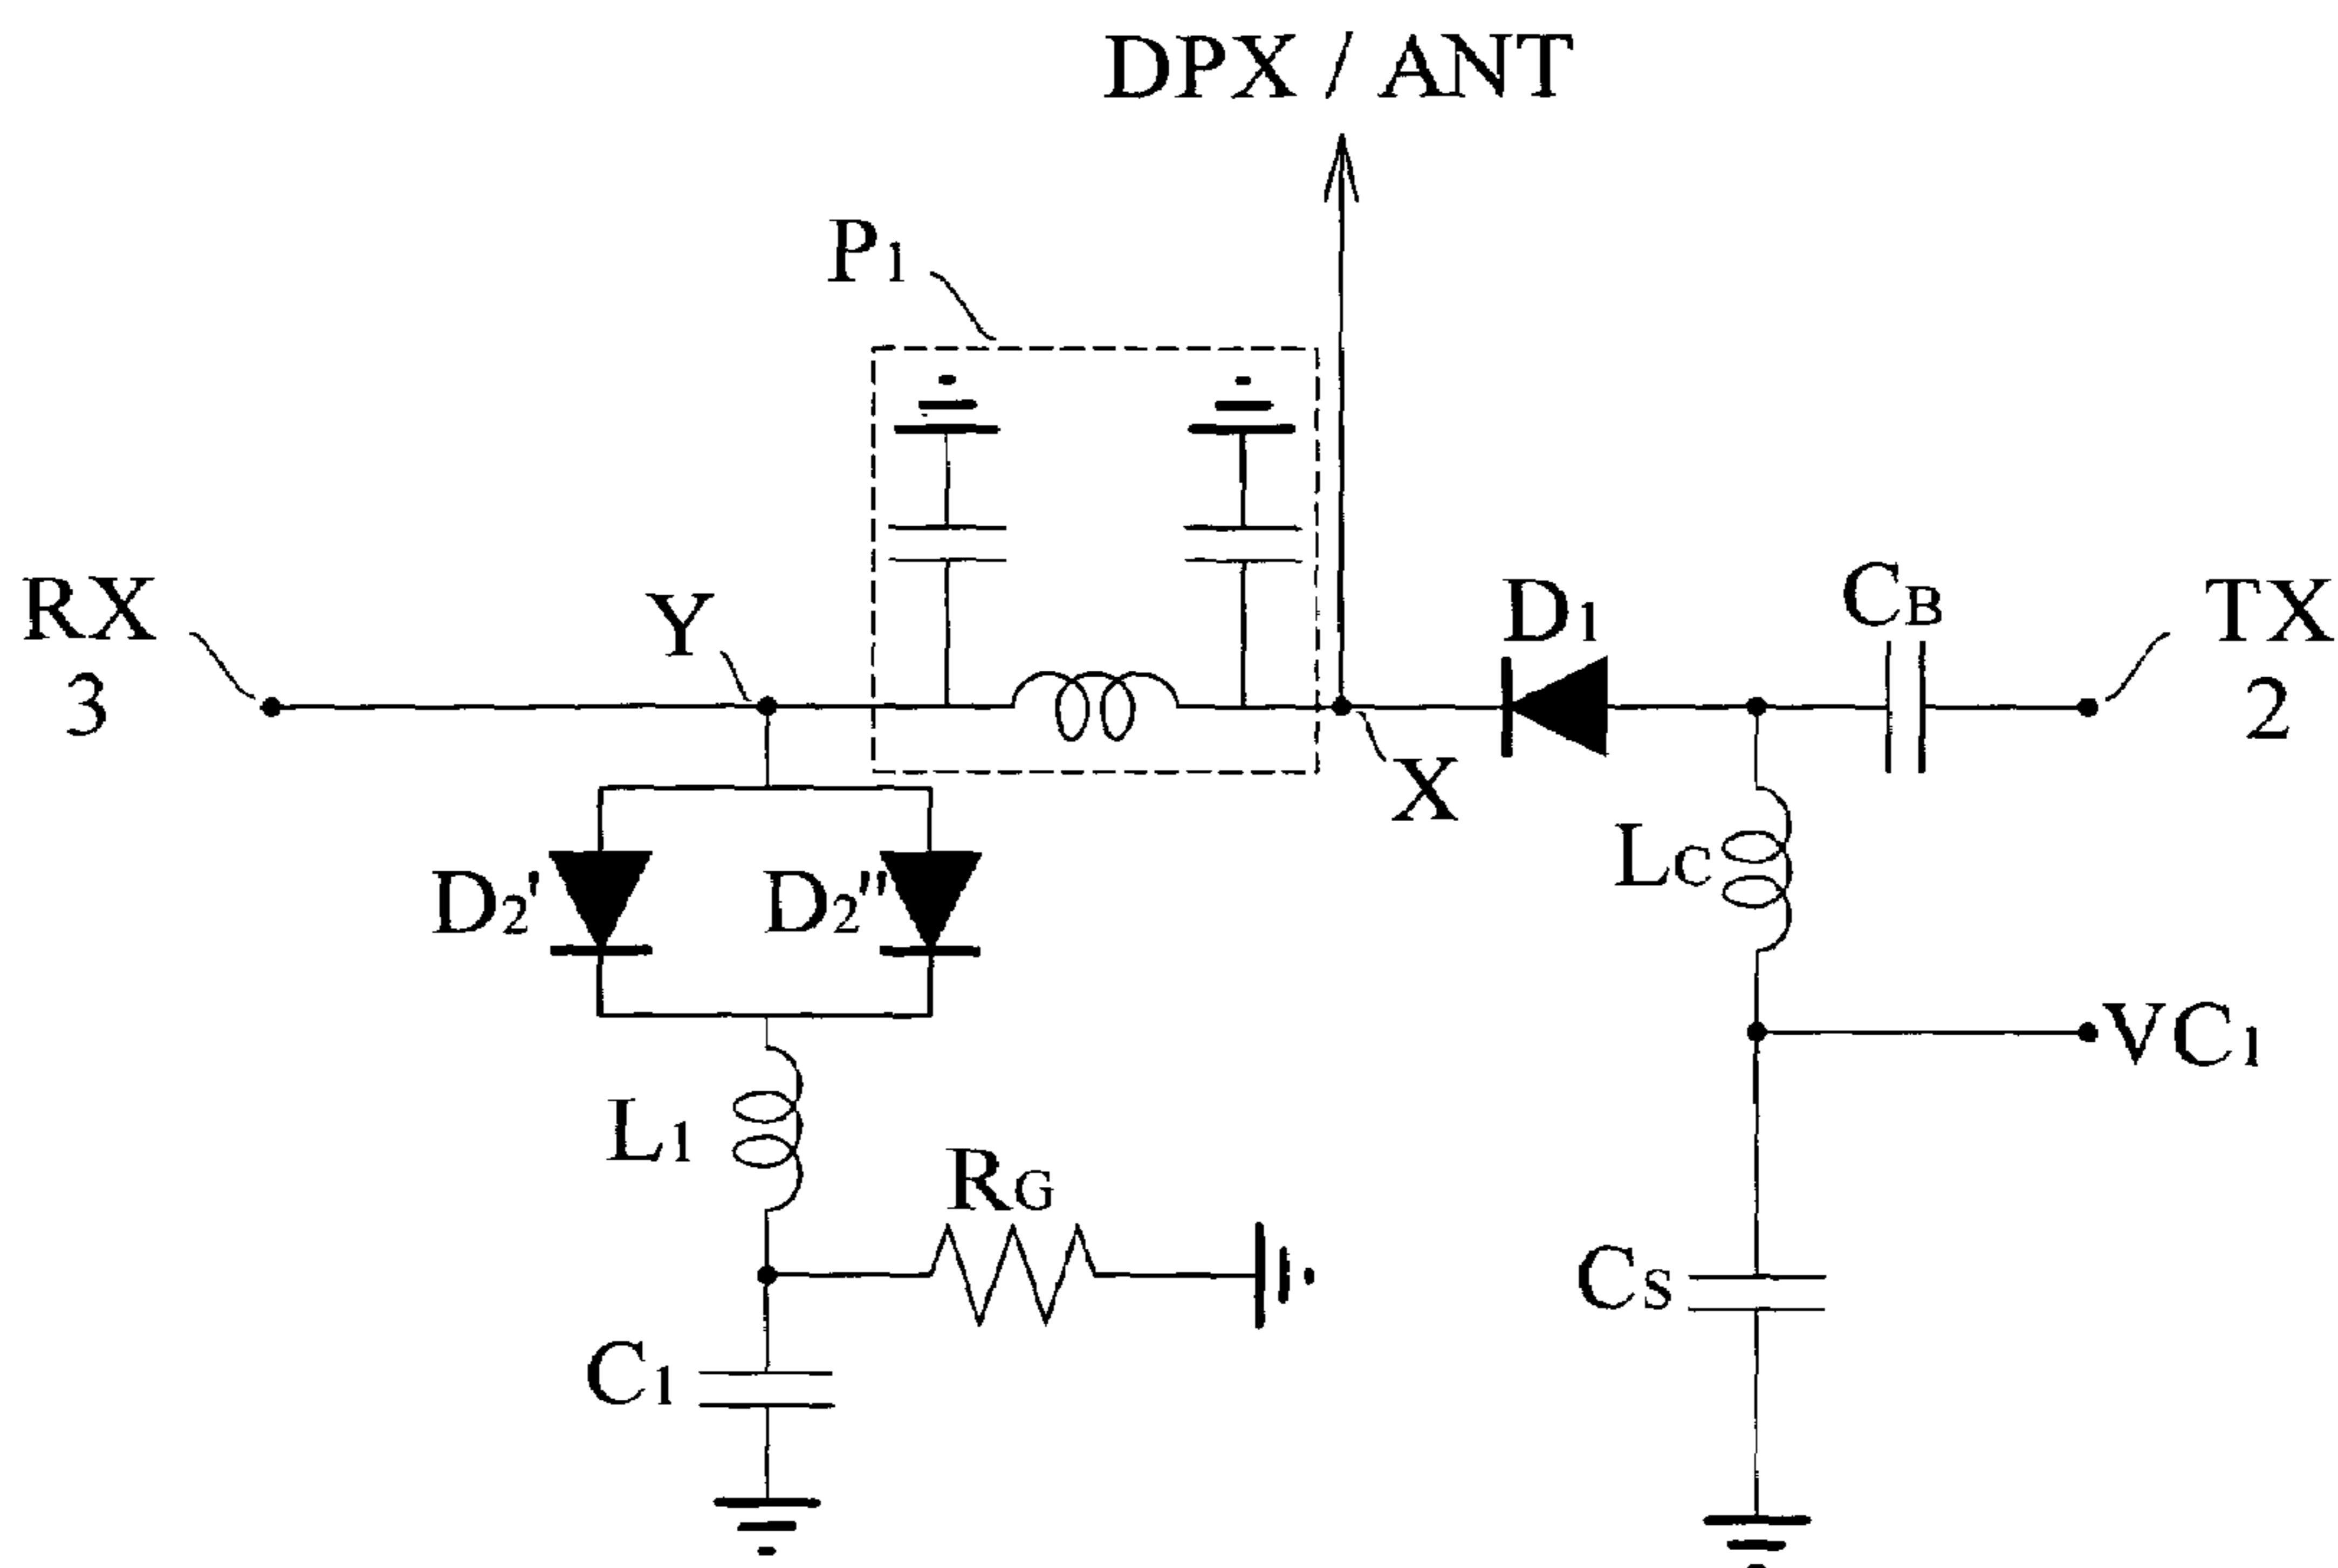 DPX / ANT
P1
RX
3
Y
X
D1
CB
TX
2
D2'
D2"
LC
VC1
L1
RG
CS
C1